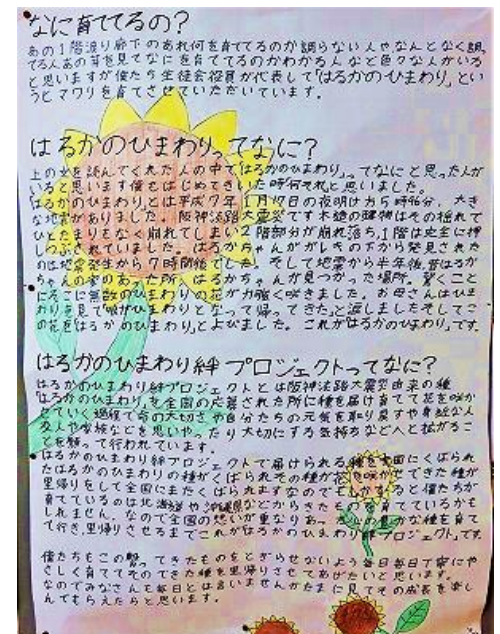 なに育ててるの?
あの1階渡り廊下のあれ何を育ててるのか知らない人やなんとなく知っ
てる人あの芽を見てなにを育ててるのかわかる人など色々な人がいる
と思いますが僕たち生徒会役員が代表して「はるかのひまわり」とい
うヒマワリを育てさせていただいています。
はるかのひまわりってなに?
上の文を読んでくれた人の中で「はるかのひまわり」ってなにと思った人が
いると思います僕もはじめてきいた時何それと思いました。
「はるかのひまわり」とは平成7年1月17日の夜明け方5時46分、大き
な地震がありました。阪神淡路大震災です木造の建物はその揺れで
ひとたまりもなく崩れてしまい2階部分が崩れ落ち、1階は完全に押
しつぶされていました。はるかちゃんががれきの下から発見された
のは地震発生から7時間後でした。そして地震から半年後、昔はるか
ちゃんの家のあった所、はるかちゃんが見つかった場所。驚くこと
にそこに無数のひまわりの花が力強く咲きました。お母さんはひま
わりを見て「娘がひまわりとなって帰ってきた」と涙しましたそしてこ
の花を「はるかのひまわり」とよびました。これが「はるかのひまわり」です。
はるかのひまわり絆プロジェクトってなに?
はるかのひまわり絆プロジェクトとは阪神淡路大震災由来の種
「はるかのひまわり」を全国の応募された所に種を届け育てて花を咲か
せていく過程で命の大切さや自分たちの元気を取り戻すや身近な人
友人や家族などを思いやったり大切にする気持ちなど人へと拡がるこ
とを願って行われています。
はるかのひまわり絆プロジェクトで届けられる種を全国にくばられ
たはるかのひまわりの種がくばられその種が花を咲かせできた種が
里帰りをして全国にまたくばられますなのでもしかすると僕たちが
育てているのは北海道や沖縄県などからきたものを育てているかも
しれません。なので全国の想いが重なりあった
て行き、里帰りさせるまでこれが「はるかのひまわり絆プロジェクト」です。
僕たちもこの繋ってきたものをとぎらせないよう毎日毎日丁寧にや
さしく育ててそのできた種を里帰りさせてあげたいと思います。
なのでみなさんも毎日とは言いませんがたまに見てその成長を楽し
んでもらえたらと思います。